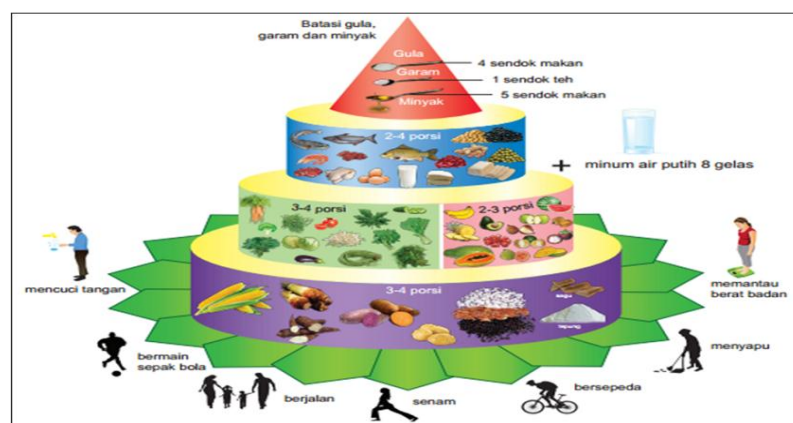 Batasi gula,
garam dan minyak
Gula
4 sendok makan
Garam
1 sendok teh
5 sendok makan
Minyak
2-4 porsi
+ minum air putih 8 gelas
3-4 porsi
2-3 porsi
mencuci tangan
memantau
berat badan
3-4 porsi
sagu
tepung
bermain
sepak bola
menyapu
berjalan
senam
bersepeda